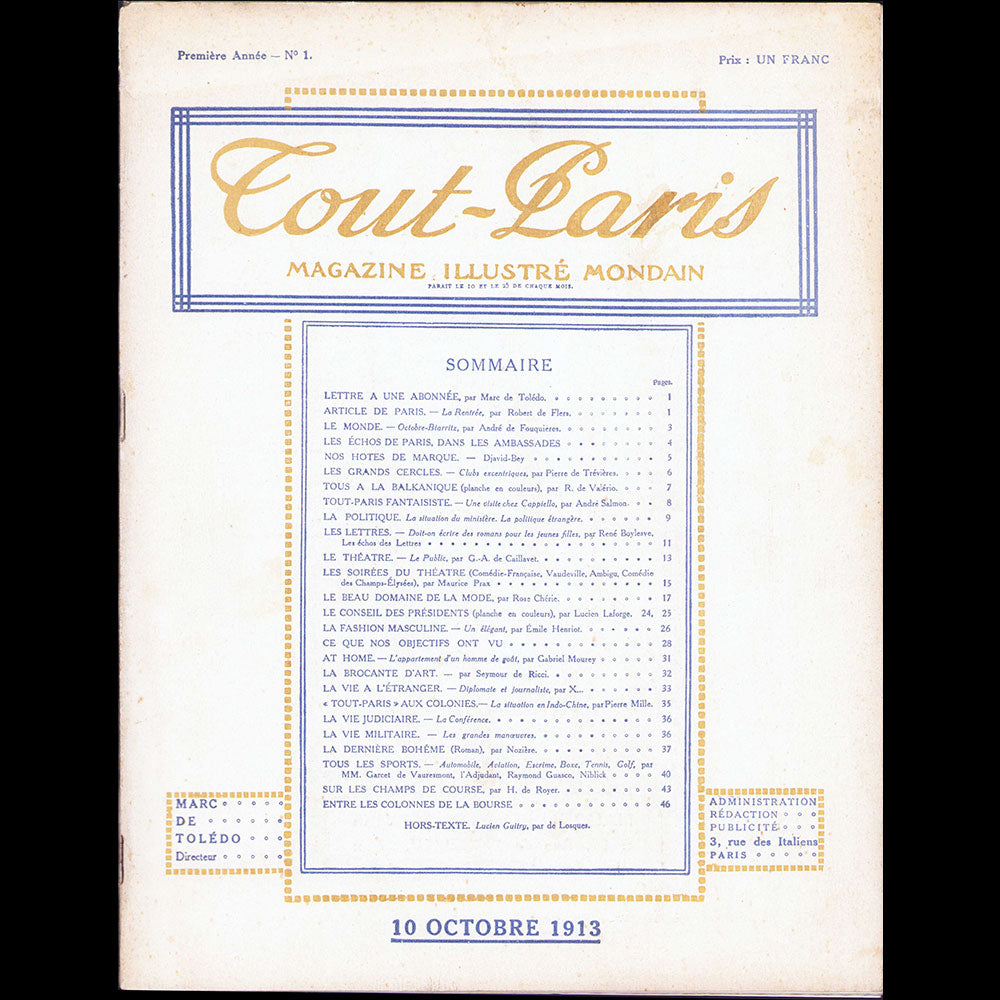 Première Année — Nº 1.
Prix : UN FRANC
Tout-Paris
MAGAZINE ILLUSTRÉ MONDAIN
PARAIT LE 10 ET LE 25 DE CHAQUE MOIS.
SOMMAIRE
Pages.
LETTRE A UNE ABONNÉE, par Marc de Tolédo. 1
ARTICLE DE PARIS. — La Rentrée, par Robert de Flers. 1
LE MONDE. — Octobre-Biarritz, par André de Fouquières. 3
LES ÉCHOS DE PARIS, DANS LES AMBASSADES 4
NOS HOTES DE MARQUE. — Djavid-Bey 5
LES GRANDS CERCLES. — Clubs excentriques, par Pierre de Trévières. 6
TOUS A LA BALKANIQUE (planche en couleurs), par R. de Valério. 7
TOUT-PARIS FANTAISISTE. — Une visite chez Cappiello, par André Salmon. 8
LA POLITIQUE. La situation du ministère. La politique étrangère. 9
LES LETTRES. — Doit-on écrire des romans pour les jeunes filles, par René Boylesve,
Les échos des Lettres 11
LE THÉATRE. — Le Public, par G.-A. de Caillavet. 13
LES SOIRÉES DU THÉATRE (Comédie-Française, Vaudeville, Ambigu, Comédie
des Champs-Élysées), par Maurice Prax 15
LE BEAU DOMAINE DE LA MODE, par Rose Chérie. 17
LE CONSEIL DES PRÉSIDENTS (planche en couleurs), par Lucien Laforge. 24, 25
LA FASHION MASCULINE. — Un élégant, par Émile Henriot. 26
CE QUE NOS OBJECTIFS ONT VU 28
AT HOME. — L'appartement d'un homme de goût, par Gabriel Mourey 31
LA BROCANTE D'ART. — par Seymour de Ricci. 32
LA VIE A L'ÉTRANGER. — Diplomate et journaliste, par X... 33
« TOUT-PARIS » AUX COLONIES. — La situation en Indo-Chine, par Pierre Mille. 35
LA VIE JUDICIAIRE. — La Conférence. 36
LA VIE MILITAIRE. — Les grandes manœuvres. 36
LA DERNIÈRE BOHÊME (Roman), par Nozière. 37
TOUS LES SPORTS. — Automobile, Aviation, Escrime, Boxe, Tennis, Golf, par
MM. Garcet de Vauresmont, l'Adjudant, Raymond Guasco, Niblick 40
SUR LES CHAMPS DE COURSE, par H. de Royer. 43
ENTRE LES COLONNES DE LA BOURSE 46
HORS-TEXTE. Lucien Guitry, par de Losques.
MARC
DE
TOLÉDO
Directeur
ADMINISTRATION
RÉDACTION
PUBLICITÉ
3, rue des Italiens
PARIS
10 OCTOBRE 1913